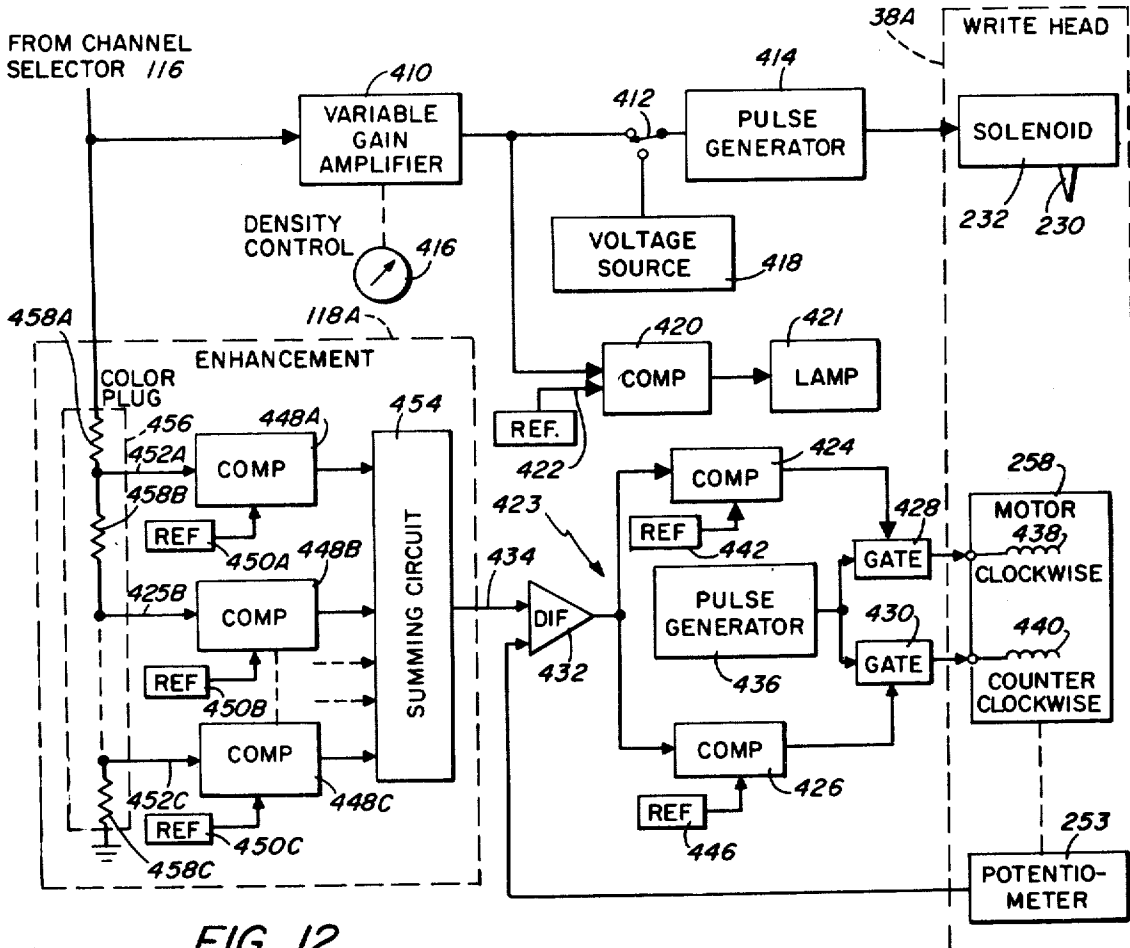 FROM CHANNEL
SELECTOR 116
410
VARIABLE
GAIN
AMPLIFIER
DENSITY
CONTROL
416
412
414
PULSE
GENERATOR
VOLTAGE
SOURCE
418
38A
WRITE HEAD
SOLENOID
232
230
420
COMP
421
LAMP
REF.
422
458A
118A
ENHANCEMENT
COLOR
PLUG
456
452A
448A
COMP
REF
450A
458B
425B
448B
COMP
REF
450B
452C
COMP
448C
REF
450C
458C
454
SUMMING CIRCUIT
434
423
DIF
432
424
COMP
REF
442
PULSE
GENERATOR
436
COMP
426
REF
446
428
GATE
430
GATE
258
MOTOR
438
CLOCKWISE
440
COUNTER
CLOCKWISE
253
POTENTIO-
METER
FIG. 12